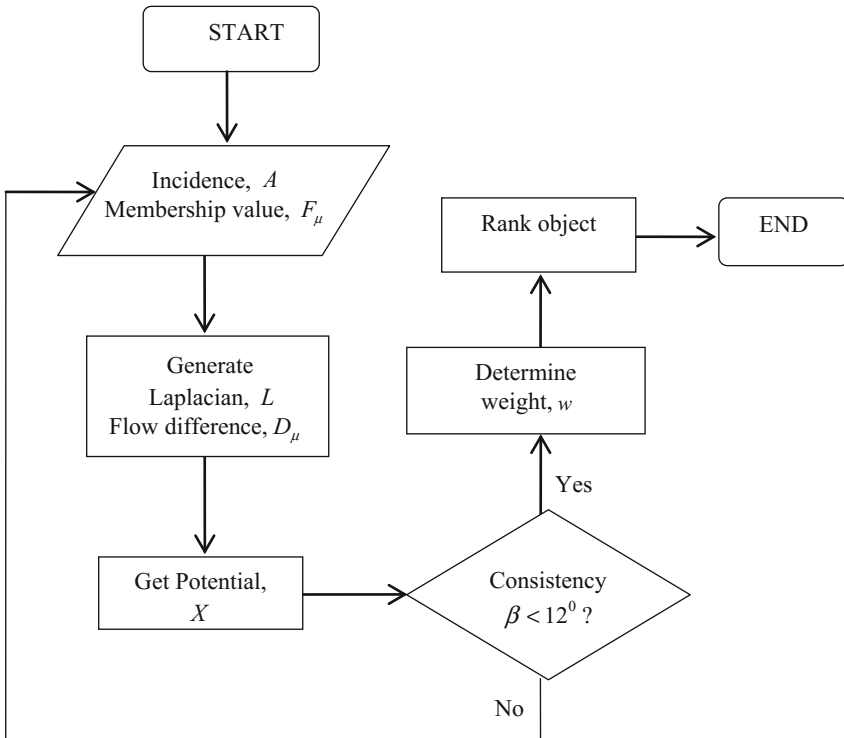 START
Incidence, A
Membership value, Fμ
Generate
Laplacian, L
Flow difference, Dμ
Get Potential,
X
Consistency
β < 12⁰ ?
Yes
No
Determine
weight, w
Rank object
END